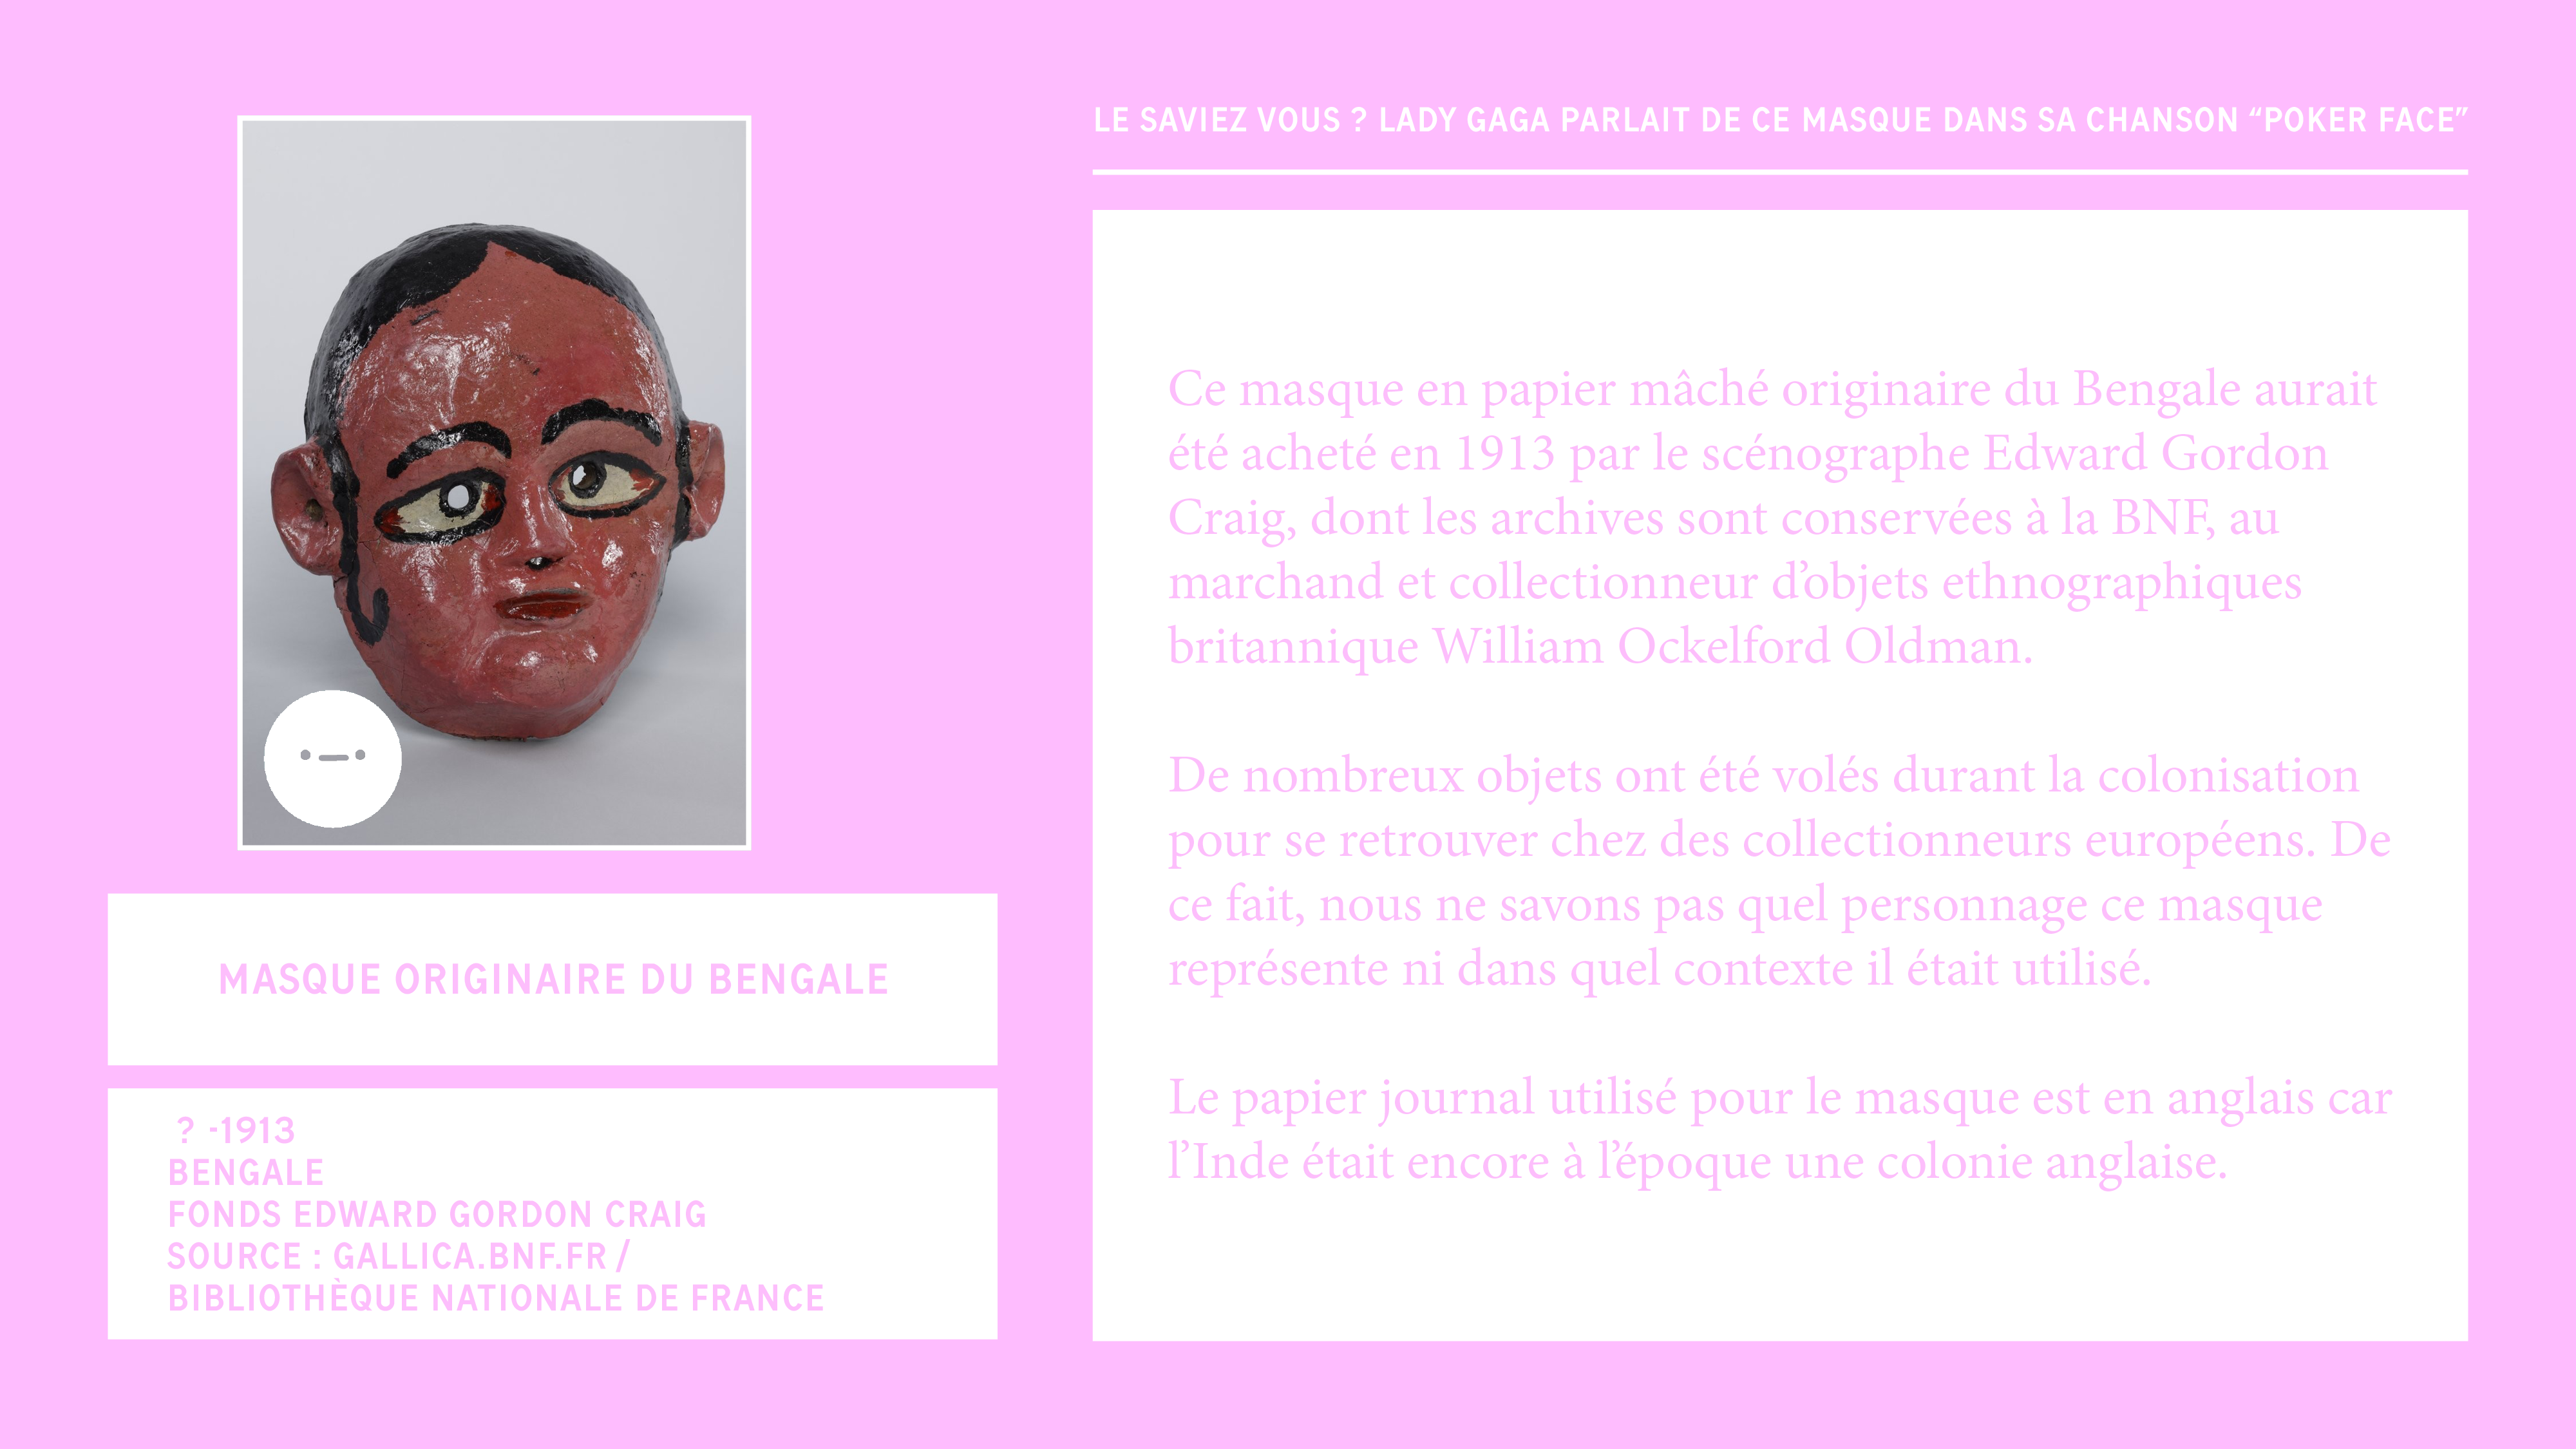 LE SAVIEZ VOUS ? LADY GAGA PARLAIT DE CE MASQUE DANS SA CHANSON “POKER FACE”
Ce masque en papier mâché originaire du Bengale aurait
été acheté en 1913 par le scénographe Edward Gordon
Craig, dont les archives sont conservées à la BNF, au
marchand et collectionneur d’objets ethnographiques
britannique William Ockelford Oldman.
De nombreux objets ont été volés durant la colonisation
pour se retrouver chez des collectionneurs européens. De
ce fait, nous ne savons pas quel personnage ce masque
représente ni dans quel contexte il était utilisé.
Le papier journal utilisé pour le masque est en anglais car
l’Inde était encore à l’époque une colonie anglaise.
MASQUE ORIGINAIRE DU BENGALE
? -1913
BENGALE
FONDS EDWARD GORDON CRAIG
SOURCE : GALLICA.BNF.FR /
BIBLIOTHÈQUE NATIONALE DE FRANCE